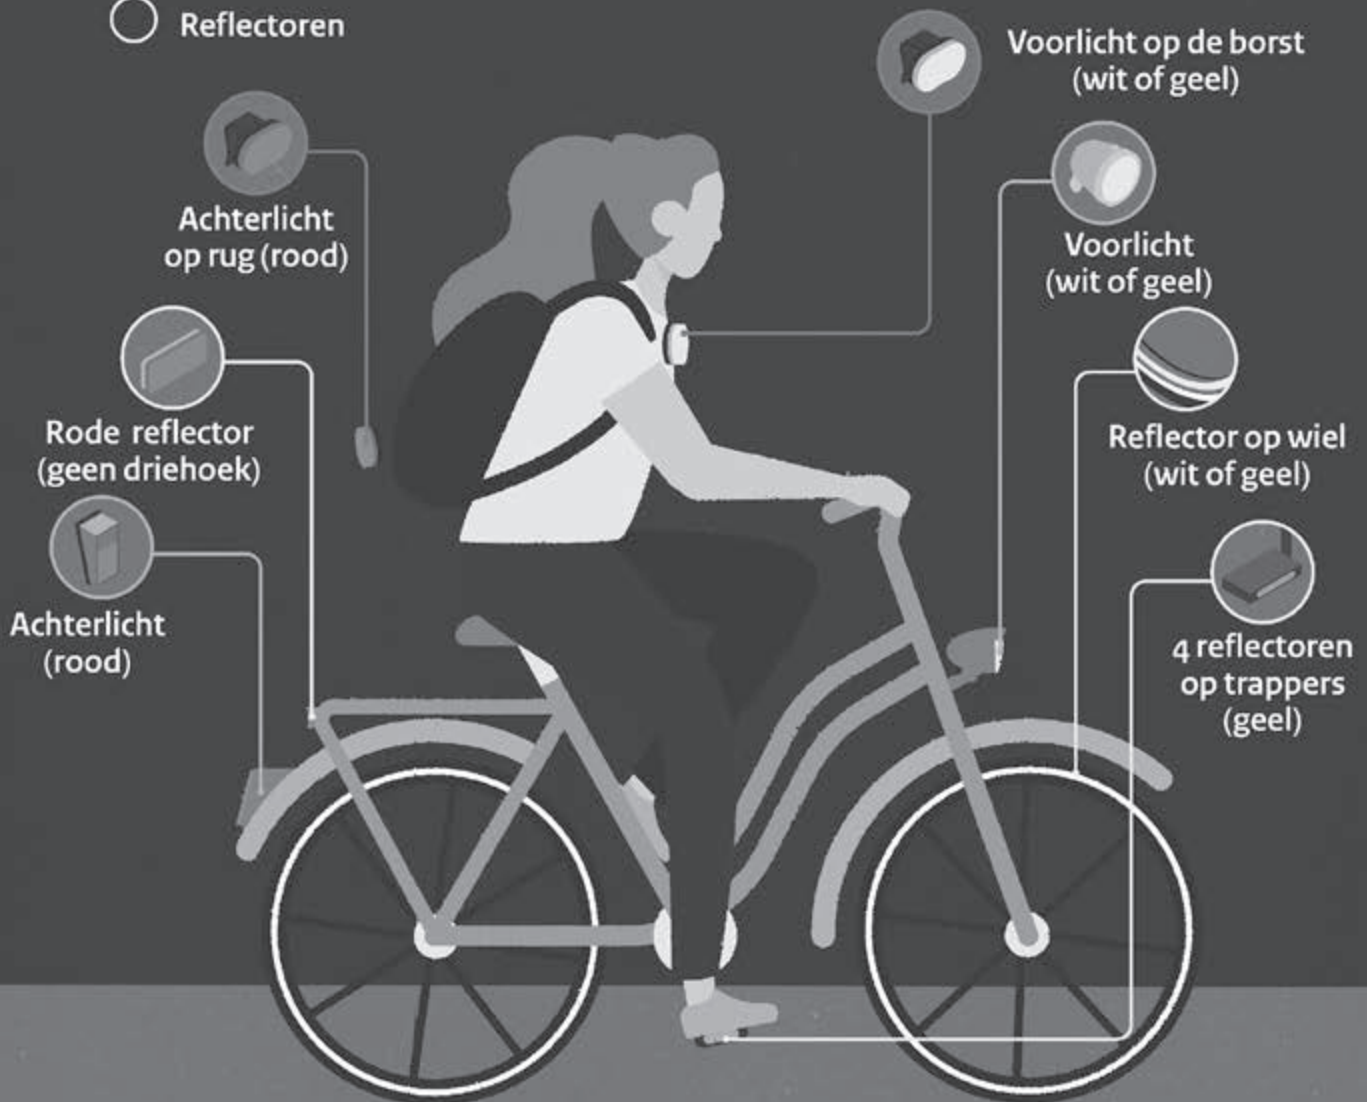 Reflectoren
Voorlicht op de borst
(wit of geel)
Achterlicht
op rug (rood)
Voorlicht
(wit of geel)
Rode reflector
(geen driehoek)
Reflector op wiel
(wit of geel)
Achterlicht
(rood)
4 reflectoren
op trappers
(geel)